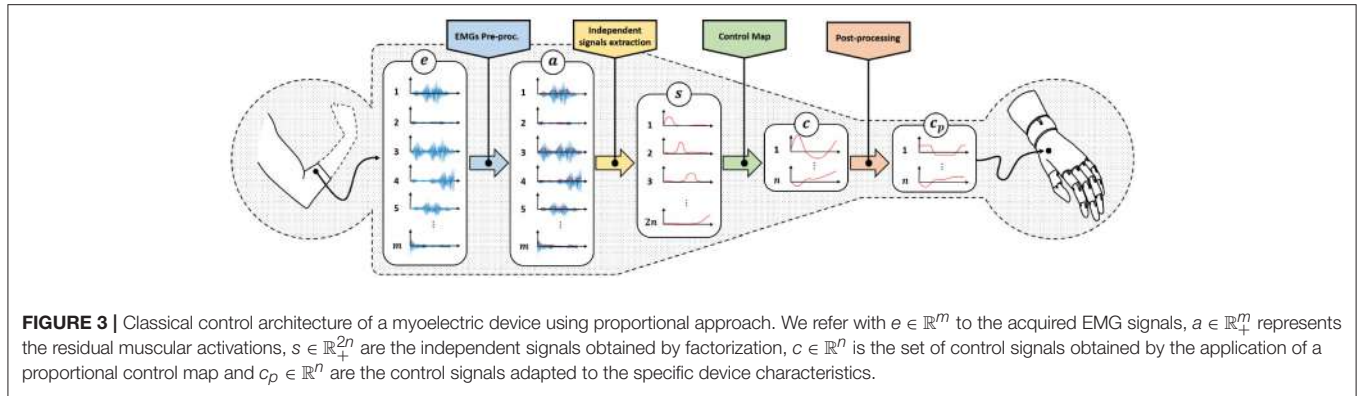 EMGs Pre-proc.
Independent
signals extraction
Control Map
Post-processing
e
1
2
3
4
5
⋮
m
a
1
2
3
4
5
⋮
m
s
1
2
3
⋮
2n
c
1
⋮
n
c_p
1
⋮
n
FIGURE 3 | Classical control architecture of a myoelectric device using proportional approach. We refer with e ∈ ℝ^m to the acquired EMG signals, a ∈ ℝ^m_+ represents
the residual muscular activations, s ∈ ℝ^2n_+ are the independent signals obtained by factorization, c ∈ ℝ^n is the set of control signals obtained by the application of a
proportional control map and c_p ∈ ℝ^n are the control signals adapted to the specific device characteristics.